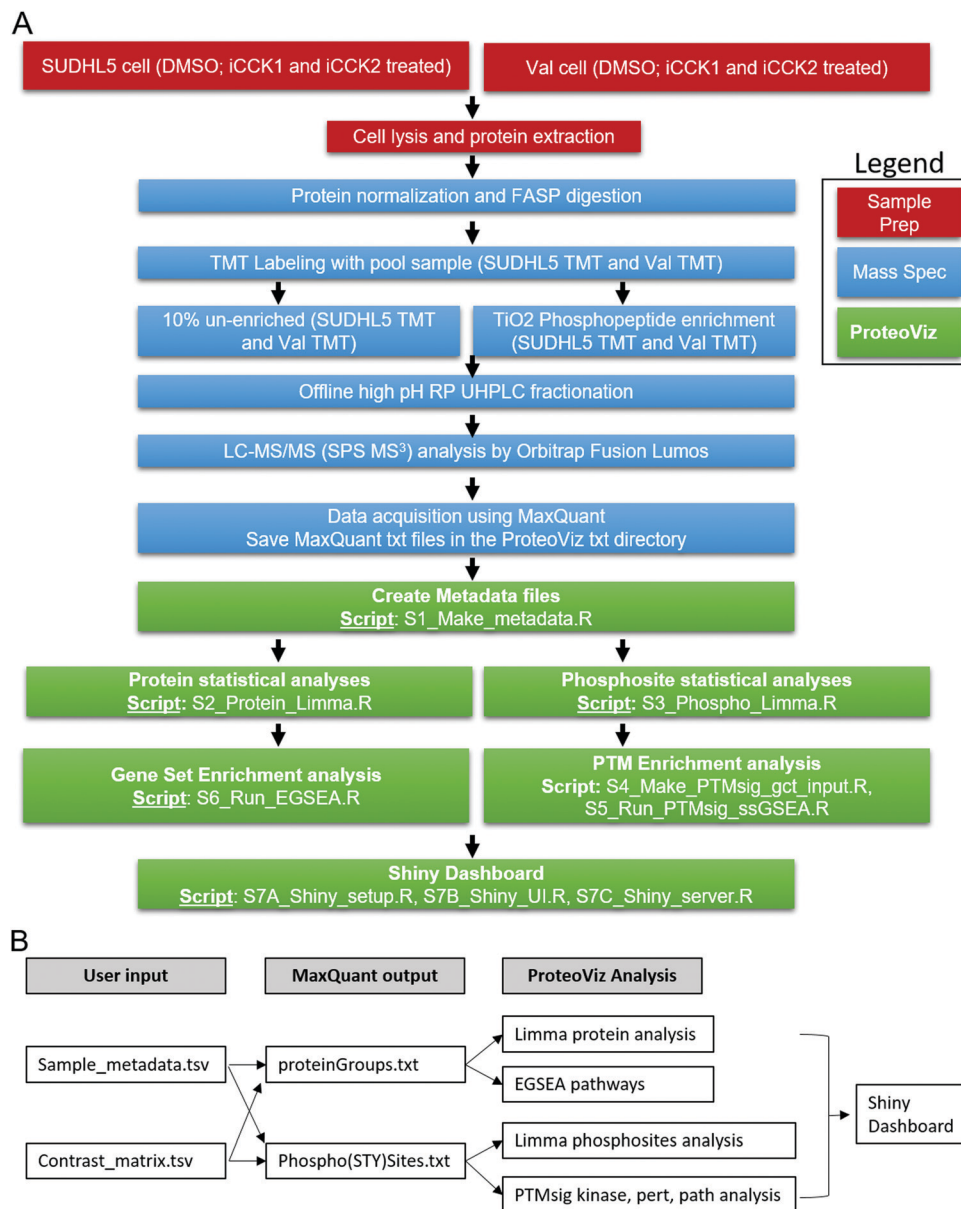 A
SUDHL5 cell (DMSO; iCCK1 and iCCK2 treated)
Val cell (DMSO; iCCK1 and iCCK2 treated)
Cell lysis and protein extraction
Protein normalization and FASP digestion
TMT Labeling with pool sample (SUDHL5 TMT and Val TMT)
10% un-enriched (SUDHL5 TMT
and Val TMT)
TiO2 Phosphopeptide enrichment
(SUDHL5 TMT and Val TMT)
Offline high pH RP UHPLC fractionation
LC-MS/MS (SPS MS³) analysis by Orbitrap Fusion Lumos
Data acquisition using MaxQuant
Save MaxQuant txt files in the ProteoViz txt directory
Create Metadata files
Script: S1_Make_metadata.R
Protein statistical analyses
Script: S2_Protein_Limma.R
Phosphosite statistical analyses
Script: S3_Phospho_Limma.R
Gene Set Enrichment analysis
Script: S6_Run_EGSEA.R
PTM Enrichment analysis
Script: S4_Make_PTMsig_gct_input.R,
S5_Run_PTMsig_ssGSEA.R
Shiny Dashboard
Script: S7A_Shiny_setup.R, S7B_Shiny_UI.R, S7C_Shiny_server.R
Legend
Sample
Prep
Mass Spec
ProteoViz
B
User input
MaxQuant output
ProteoViz Analysis
Sample_metadata.tsv
Contrast_matrix.tsv
proteinGroups.txt
Phospho(STY)Sites.txt
Limma protein analysis
EGSEA pathways
Limma phosphosites analysis
PTMsig kinase, pert, path analysis
Shiny
Dashboard